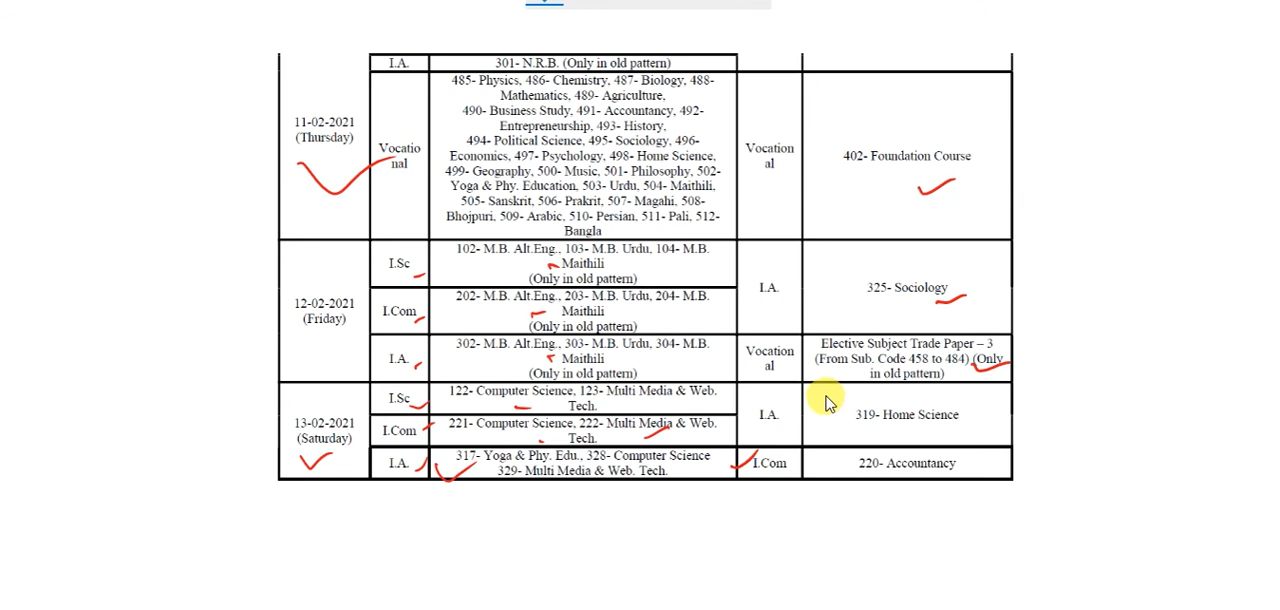 I.A.
301- N.R.B. (Only in old pattern)
11-02-2021
(Thursday)
Vocatio
nal
485- Physics, 486- Chemistry, 487- Biology, 488-
Mathematics, 489- Agriculture,
490- Business Study, 491- Accountancy, 492-
Entrepreneurship, 493- History,
494- Political Science, 495- Sociology, 496-
Economics, 497- Psychology, 498- Home Science,
499- Geography, 500- Music, 501- Philosophy, 502-
Yoga & Phy. Education, 503- Urdu, 504- Maithili,
505- Sanskrit, 506- Prakrit, 507- Magahi, 508-
Bhojpuri, 509- Arabic, 510- Persian, 511- Pali, 512-
Bangla
Vocation
al
402- Foundation Course
12-02-2021
(Friday)
I.Sc
102- M.B. Alt.Eng., 103- M.B. Urdu, 104- M.B.
Maithili
(Only in old pattern)
I.A.
325- Sociology
I.Com
202- M.B. Alt.Eng., 203- M.B. Urdu, 204- M.B.
Maithili
(Only in old pattern)
I.A.
302- M.B. Alt.Eng., 303- M.B. Urdu, 304- M.B.
Maithili
(Only in old pattern)
Vocation
al
Elective Subject Trade Paper – 3
(From Sub. Code 458 to 484) (Only
in old pattern)
13-02-2021
(Saturday)
I.Sc
122- Computer Science, 123- Multi Media & Web.
Tech.
I.A.
319- Home Science
I.Com
221- Computer Science, 222- Multi Media & Web.
Tech.
I.A.
317- Yoga & Phy. Edu., 328- Computer Science
329- Multi Media & Web. Tech.
I.Com
220- Accountancy